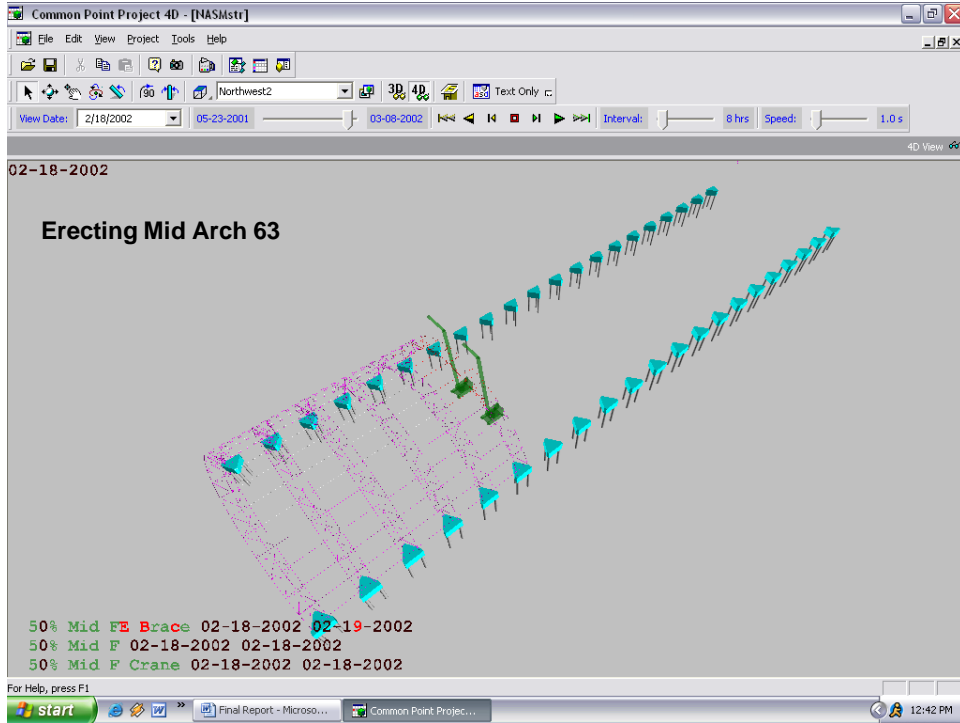 Common Point Project 4D - [NASMstr]
File Edit View Project Tools Help
Northwest2 3D 4D Text Only
View Date: 2/18/2002 05-23-2001 03-08-2002 Interval: 8 hrs Speed: 1.0 s
4D View
02-18-2002
Erecting Mid Arch 63
50% Mid FE Brace 02-18-2002 02-19-2002
50% Mid F 02-18-2002 02-18-2002
50% Mid F Crane 02-18-2002 02-18-2002
For Help, press F1
start Final Report - Microso... Common Point Projec... 12:42 PM